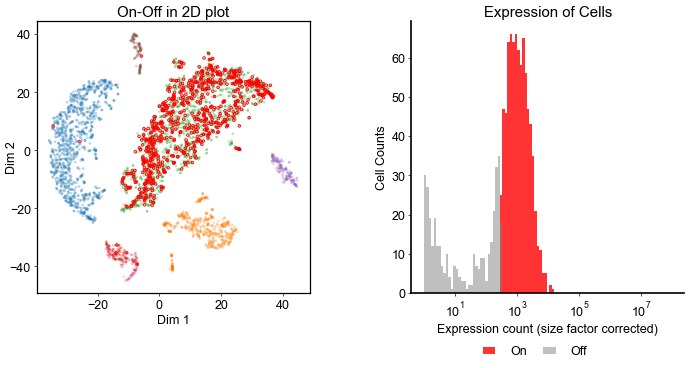 On-Off in 2D plot
40
20
0
−20
−40
Dim 2
−20 0 20 40
Dim 1
Expression of Cells
60
50
40
30
20
10
0
Cell Counts
10^1 10^3 10^5 10^7
Expression count (size factor corrected)
On Off